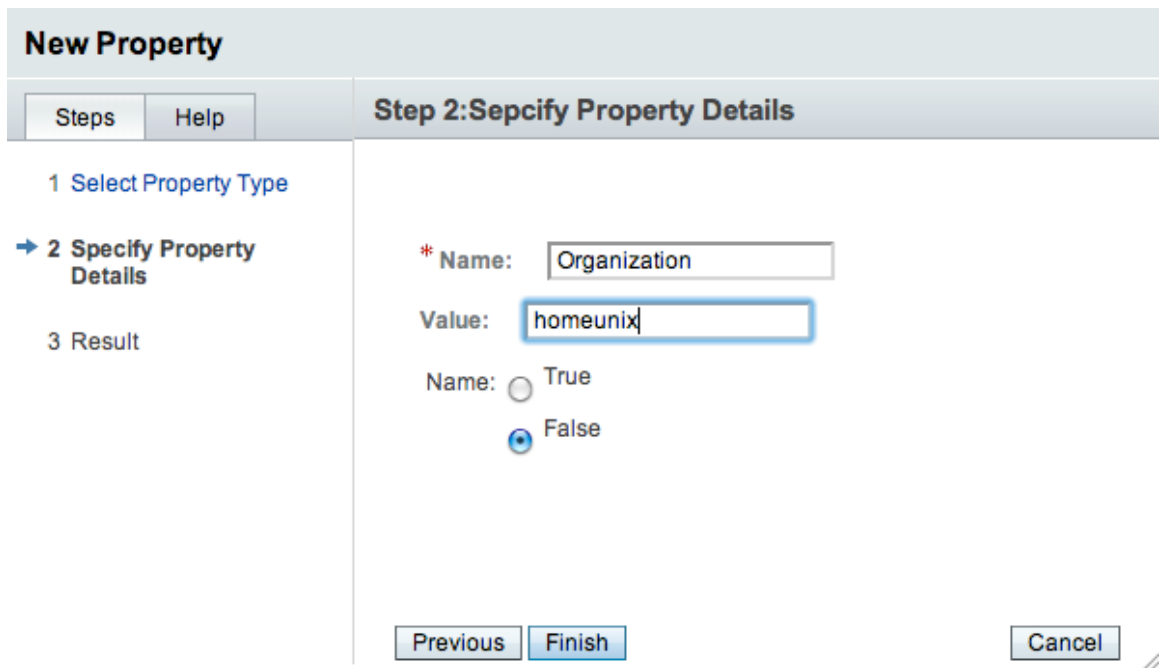 New Property
Steps
Help
1 Select Property Type
2 Specify Property
Details
3 Result
Step 2:Sepcify Property Details
* Name: Organization
Value: homeunix
Name: True
False
Previous
Finish
Cancel